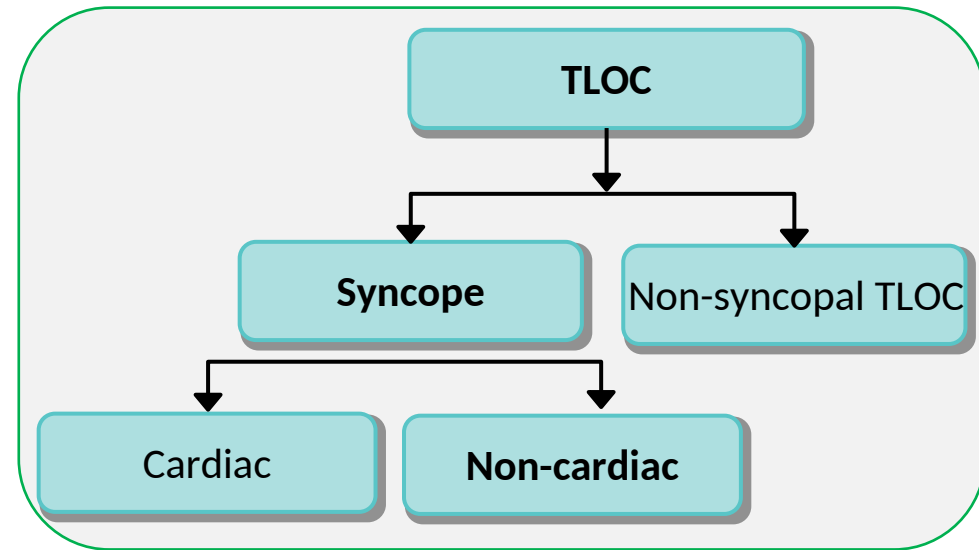 TLOC
Syncope
Non-syncopal TLOC
Cardiac
Non-cardiac